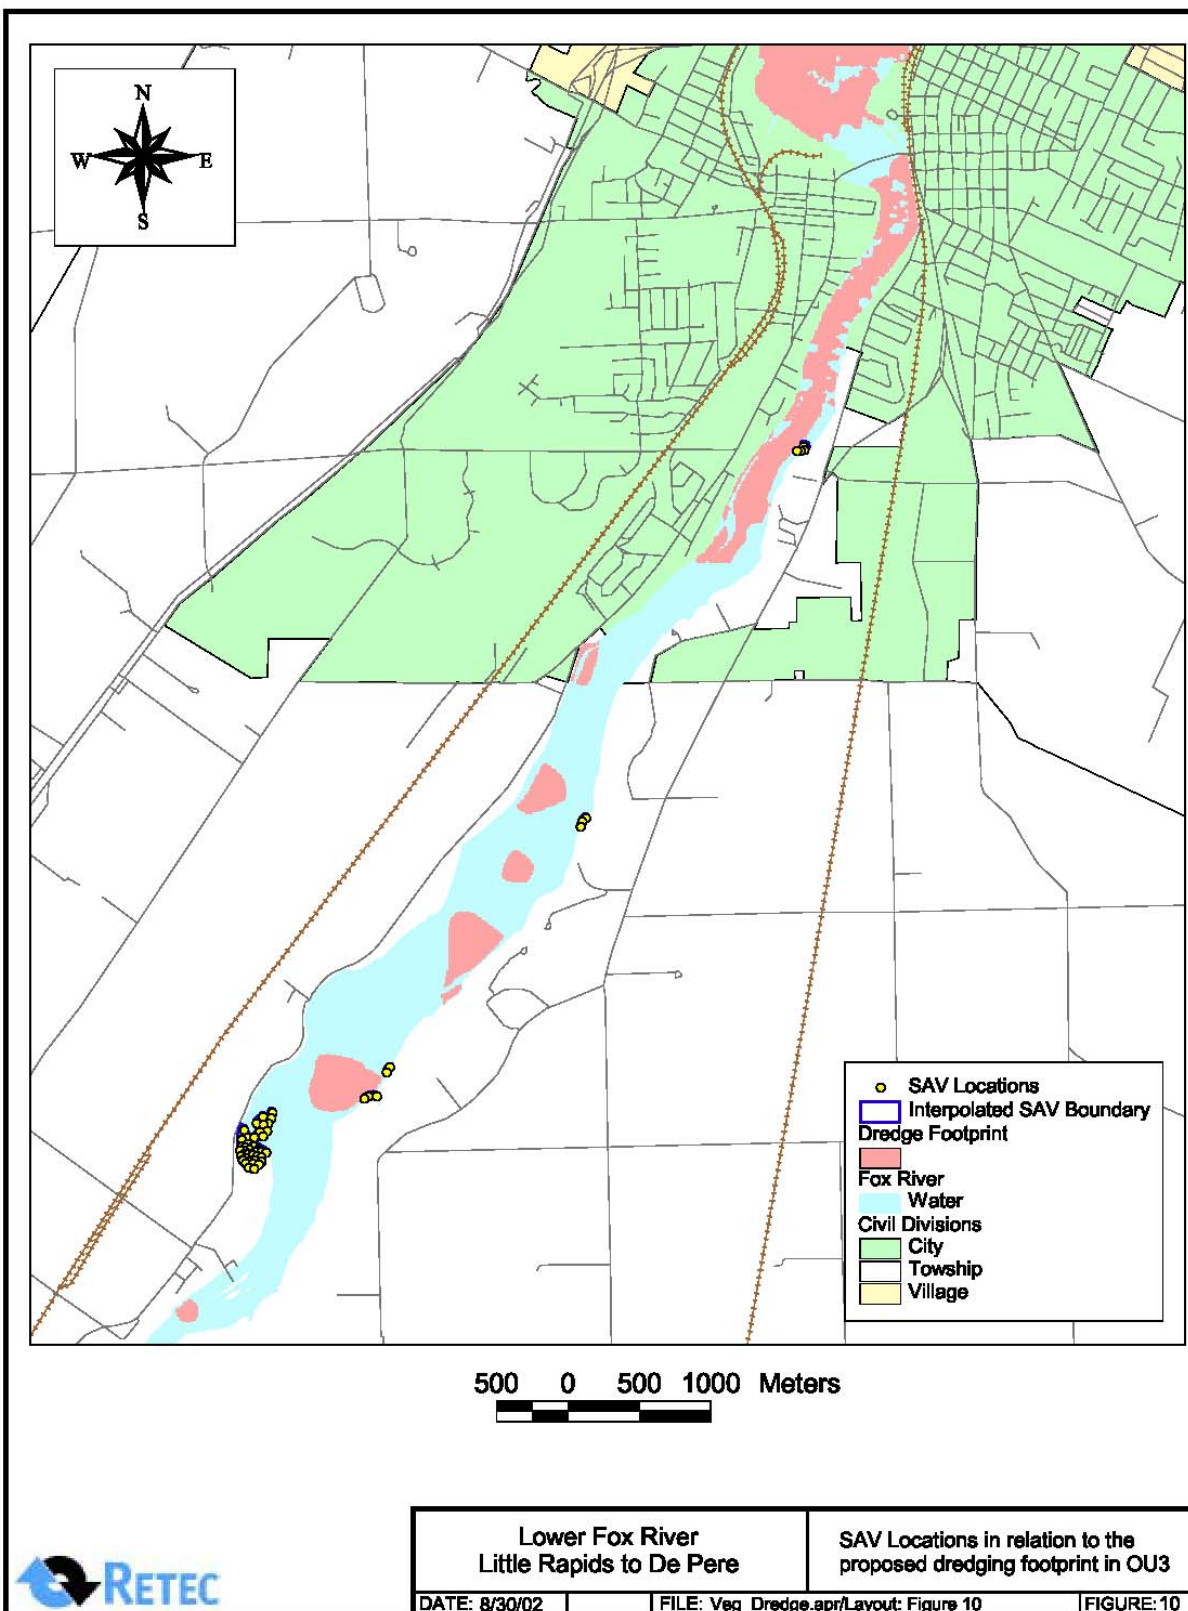 N
W E
S
SAV Locations
Interpolated SAV Boundary
Dredge Footprint
Fox River
Water
Civil Divisions
City
Towship
Village
500 0 500 1000 Meters
RETEC
Lower Fox River
Little Rapids to De Pere
SAV Locations in relation to the
proposed dredging footprint in OU3
DATE: 8/30/02
FILE: Veg_Dredge.apr/Layout: Figure 10
FIGURE: 10